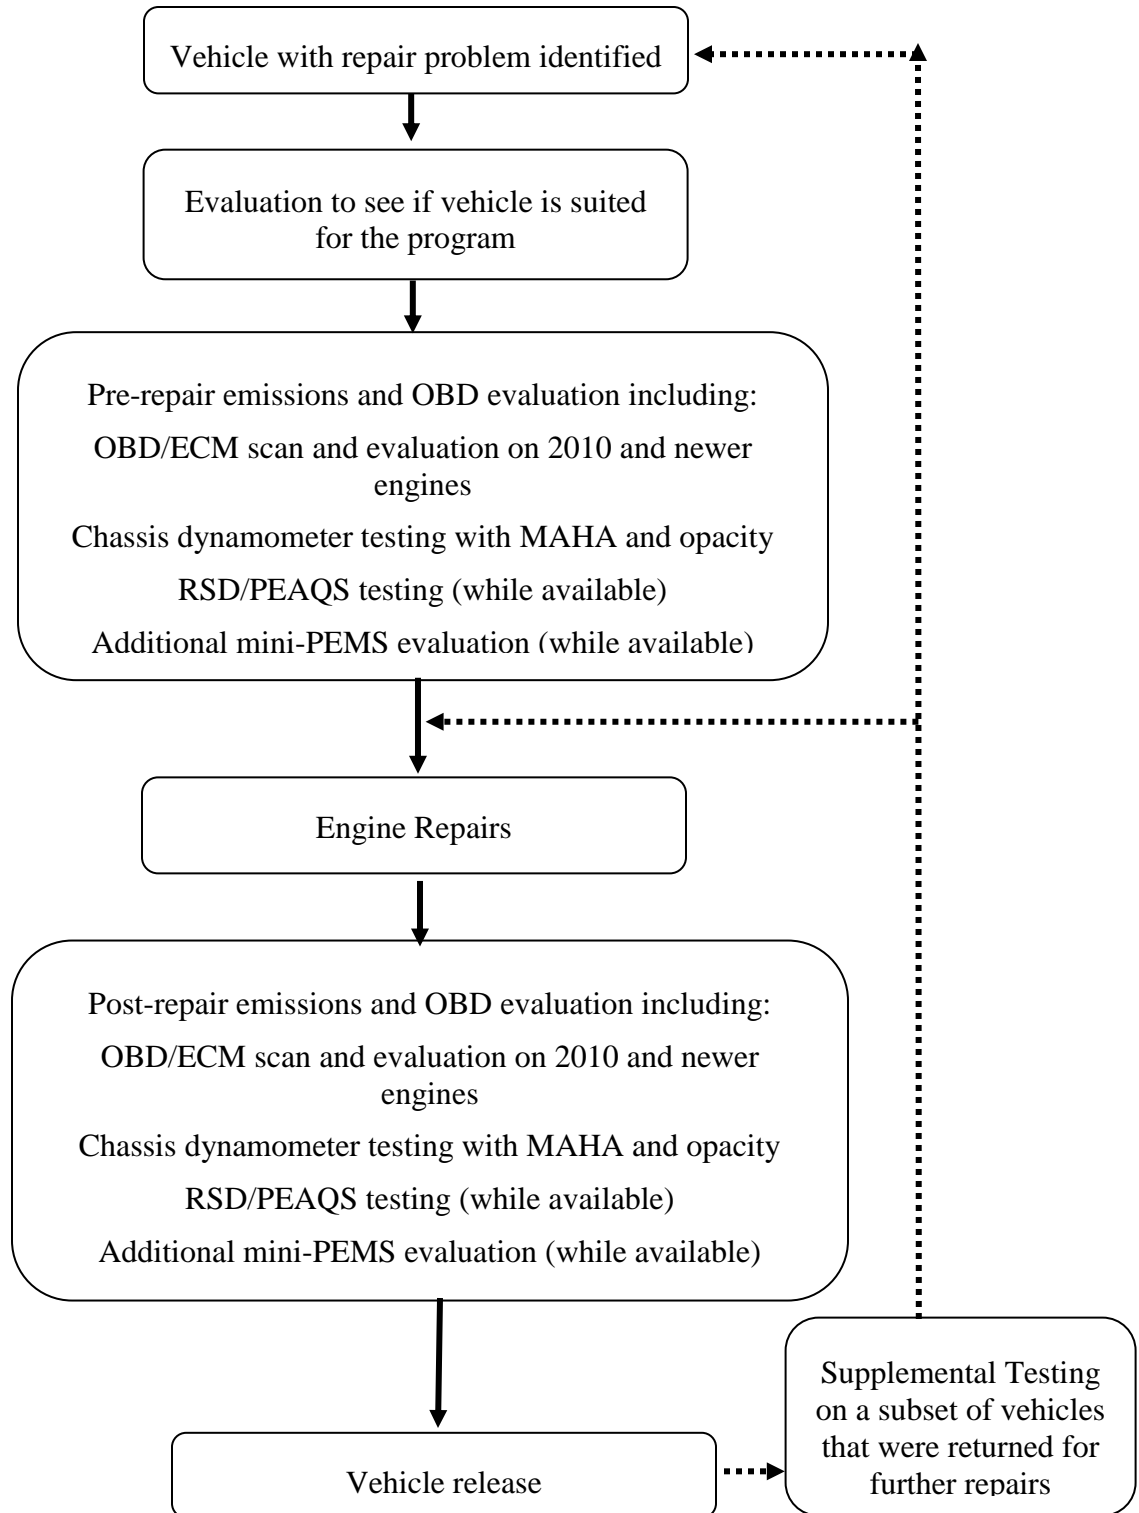 Vehicle with repair problem identified
Evaluation to see if vehicle is suited
for the program
Pre-repair emissions and OBD evaluation including:
OBD/ECM scan and evaluation on 2010 and newer
engines
Chassis dynamometer testing with MAHA and opacity
RSD/PEAQS testing (while available)
Additional mini-PEMS evaluation (while available)
Engine Repairs
Post-repair emissions and OBD evaluation including:
OBD/ECM scan and evaluation on 2010 and newer
engines
Chassis dynamometer testing with MAHA and opacity
RSD/PEAQS testing (while available)
Additional mini-PEMS evaluation (while available)
Supplemental Testing
on a subset of vehicles
that were returned for
further repairs
Vehicle release